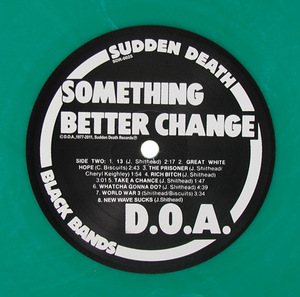 SUDDEN DEATH
SDR-0025
SOMETHING
BETTER CHANGE
©D.O.A. 1977-2011, Sudden Death Records℗
SIDE TWO: 1. 13 (J. Shithead) 2:17 2. GREAT WHITE
HOPE (C. Biscuits) 2:43 3. THE PRISONER (J. Shithead/
Cheryl Keighley) 1:54 4. RICH BITCH (J. Shithead)
3:01 5. TAKE A CHANCE (J. Shithead) 1:47
6. WHATCHA GONNA DO? (J. Shithead) 4:39
7. WORLD WAR 3 (Shithead/Biscuits) 3:34
8. NEW WAVE SUCKS (J.Shithead)
D.O.A.
BLACK BANDS